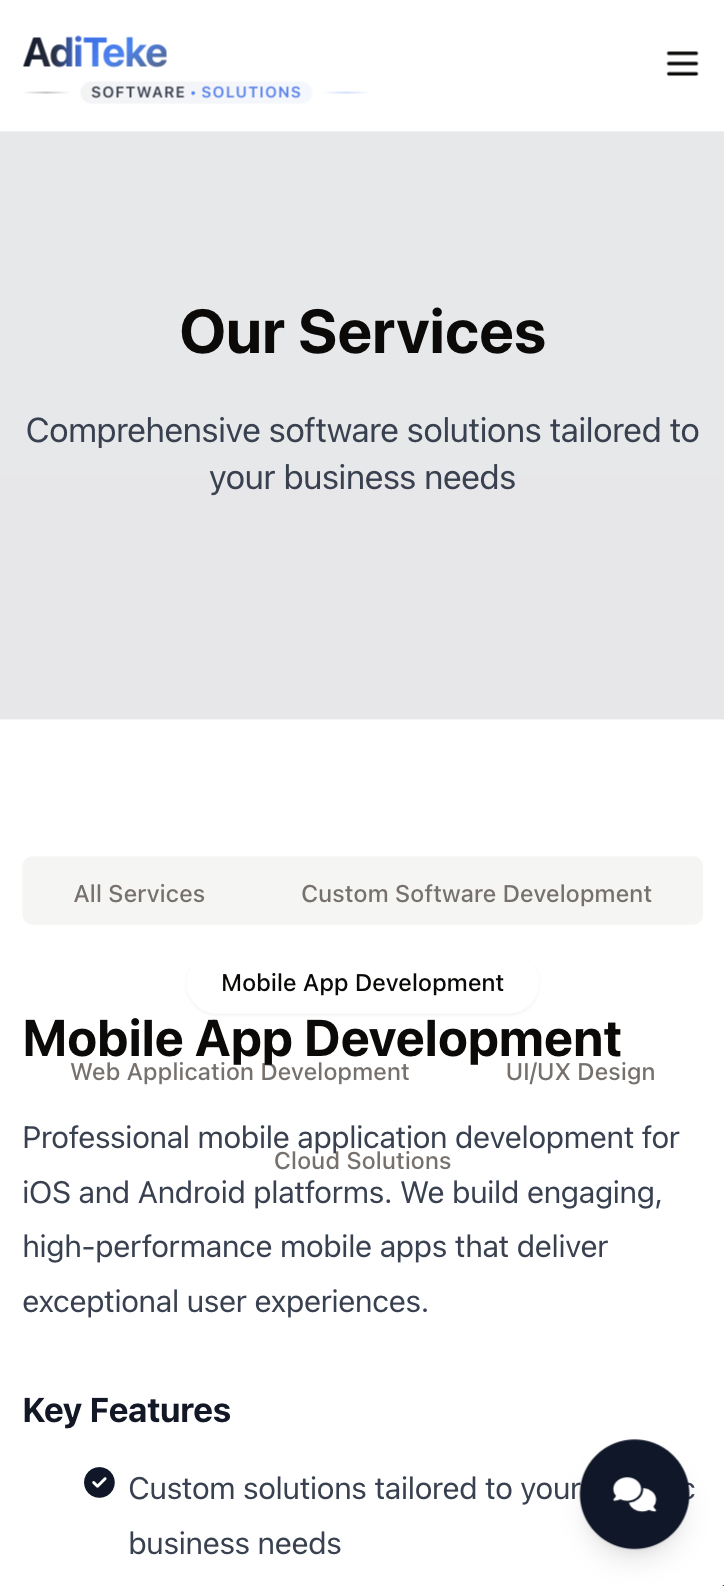 AdiTeke
SOFTWARE • SOLUTIONS
Our Services
Comprehensive software solutions tailored to
your business needs
All Services
Custom Software Development
Mobile App Development
Mobile App Development
Web Application Development
UI/UX Design
Professional mobile application development for
Cloud Solutions
iOS and Android platforms. We build engaging,
high-performance mobile apps that deliver
exceptional user experiences.
Key Features
Custom solutions tailored to your
business needs